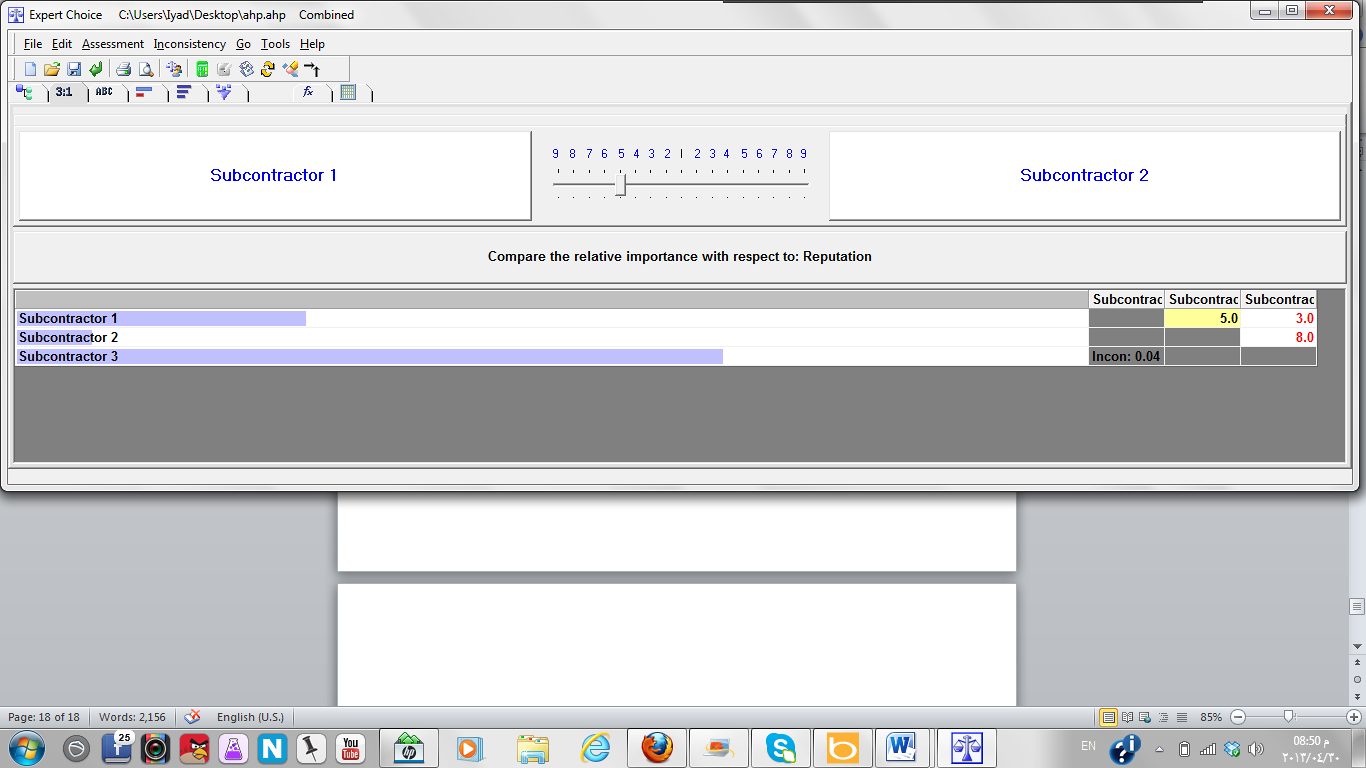 Expert Choice C:\Users\Iyad\Desktop\ahp.ahp Combined
File Edit Assessment Inconsistency Go Tools Help
3:1 ABC fx
9 8 7 6 5 4 3 2 1 2 3 4 5 6 7 8 9
Subcontractor 1
Subcontractor 2
Compare the relative importance with respect to: Reputation
Subcontrac Subcontrac Subcontrac
Subcontractor 1 5.0 3.0
Subcontractor 2 8.0
Subcontractor 3 Incon: 0.04
Page: 18 of 18 Words: 2,156 English (U.S.) 85%
25
You
Tube
hp
EN
08:50 م
٢٠١٣/٠٤/٣٠